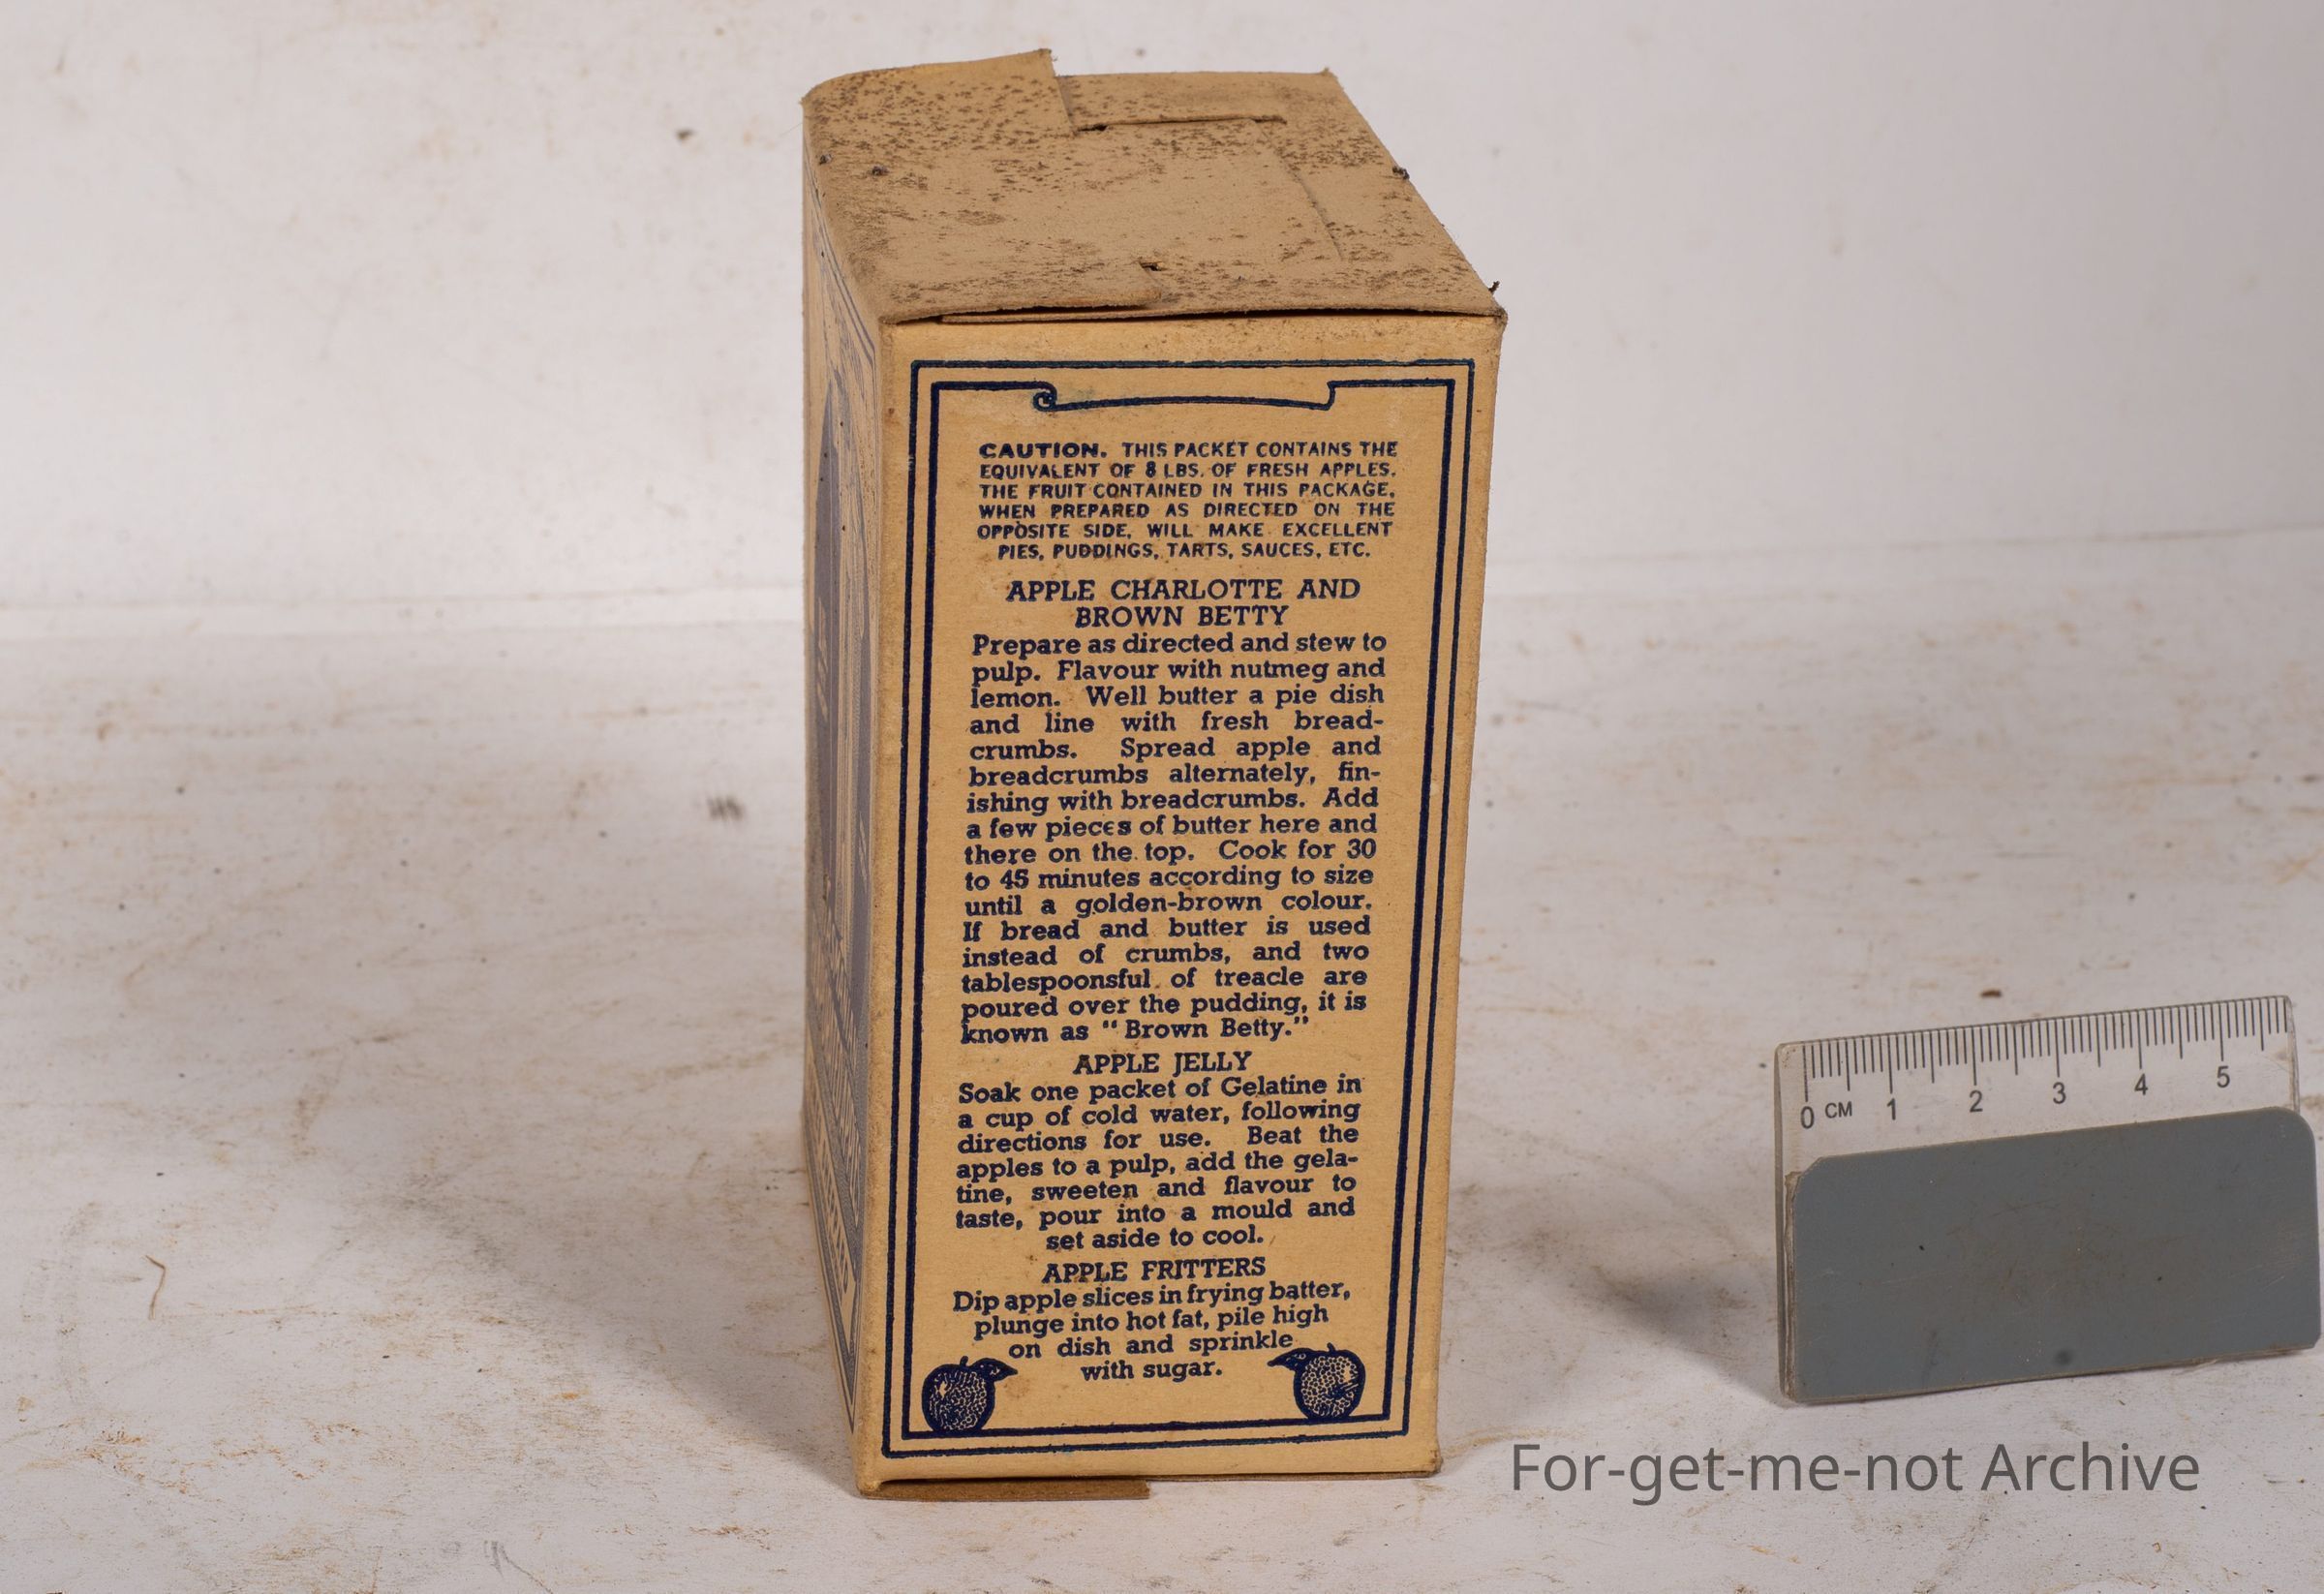 CAUTION. THIS PACKET CONTAINS THE
EQUIVALENT OF 8 LBS. OF FRESH APPLES.
THE FRUIT CONTAINED IN THIS PACKAGE,
WHEN PREPARED AS DIRECTED ON THE
OPPOSITE SIDE, WILL MAKE EXCELLENT
PIES, PUDDINGS, TARTS, SAUCES, ETC.
APPLE CHARLOTTE AND
BROWN BETTY
Prepare as directed and stew to
pulp. Flavour with nutmeg and
lemon. Well butter a pie dish
and line with fresh bread-
crumbs. Spread apple and
breadcrumbs alternately, fin-
ishing with breadcrumbs. Add
a few pieces of butter here and
there on the top. Cook for 30
to 45 minutes according to size
until a golden-brown colour.
If bread and butter is used
instead of crumbs, and two
tablespoonsful of treacle are
poured over the pudding, it is
known as "Brown Betty."
APPLE JELLY
Soak one packet of Gelatine in
a cup of cold water, following
directions for use. Beat the
apples to a pulp, add the gela-
tine, sweeten and flavour to
taste, pour into a mould and
set aside to cool.
APPLE FRITTERS
Dip apple slices in frying batter,
plunge into hot fat, pile high
on dish and sprinkle
with sugar.
0 CM 1 2 3 4 5
For-get-me-not Archive